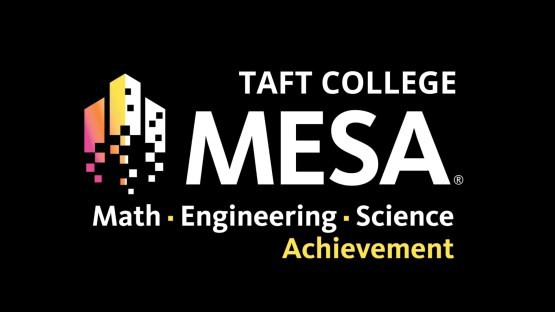 TAFT COLLEGE
MESA®
Math · Engineering · Science
Achievement